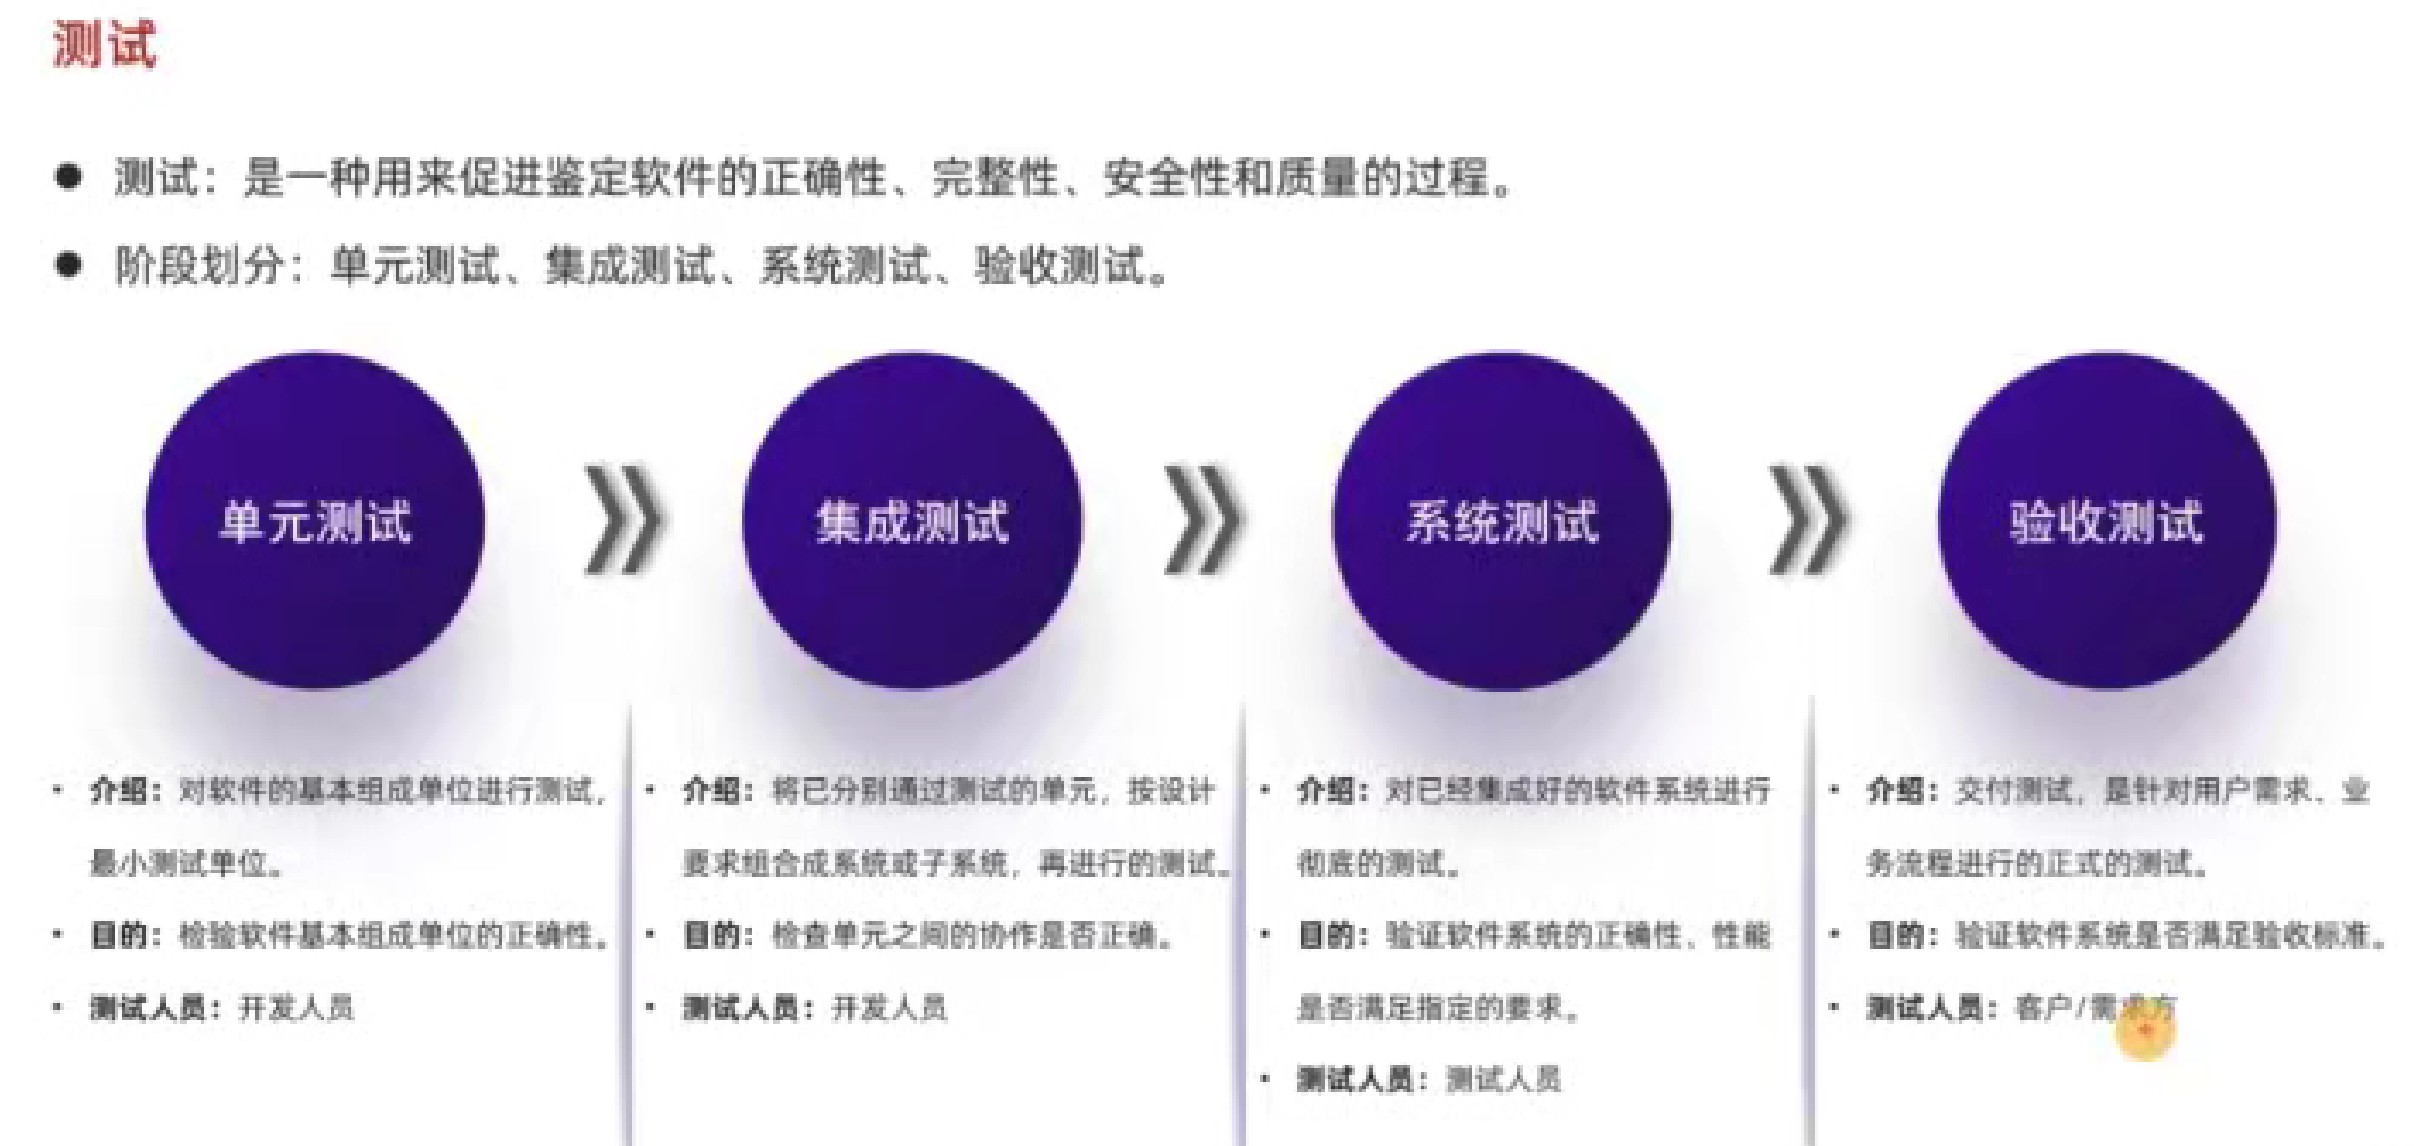 测试
● 测试：是一种用来促进鉴定软件的正确性、完整性、安全性和质量的过程。
● 阶段划分：单元测试、集成测试、系统测试、验收测试。
单元测试
集成测试
系统测试
验收测试
• 介绍：对软件的基本组成单位进行测试，
最小测试单位。
• 目的：检验软件基本组成单位的正确性。
• 测试人员：开发人员
• 介绍：将已分别通过测试的单元，按设计
要求组合成系统或子系统，再进行的测试。
• 目的：检查单元之间的协作是否正确。
• 测试人员：开发人员
• 介绍：对已经集成好的软件系统进行
彻底的测试。
• 目的：验证软件系统的正确性、性能
是否满足指定的要求。
• 测试人员：测试人员
• 介绍：交付测试，是针对用户需求、业
务流程进行的正式的测试。
• 目的：验证软件系统是否满足验收标准。
• 测试人员：客户/需求方